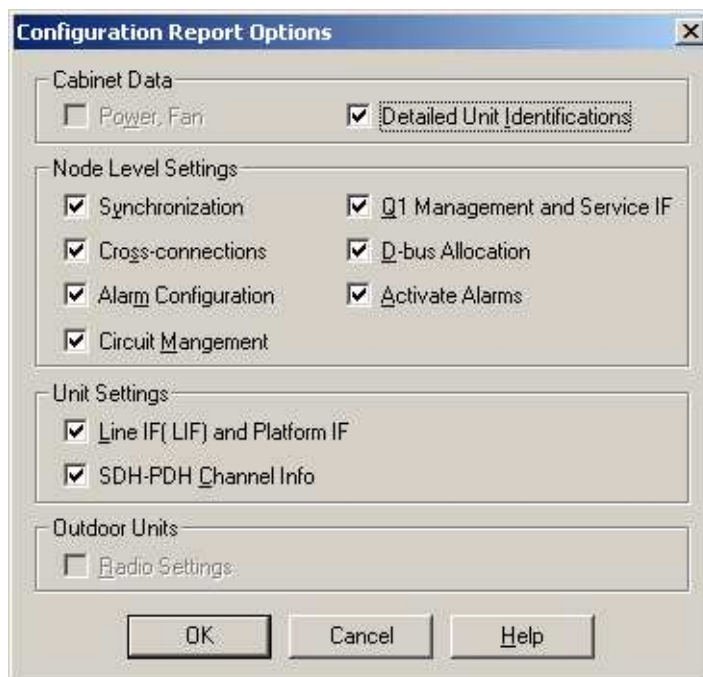 Configuration Report Options
Cabinet Data
Power, Fan
Detailed Unit Identifications
Node Level Settings
Synchronization
Q1 Management and Service IF
Cross-connections
D-bus Allocation
Alarm Configuration
Activate Alarms
Circuit Mangement
Unit Settings
Line IF( LIF) and Platform IF
SDH-PDH Channel Info
Outdoor Units
Radio Settings
OK
Cancel
Help